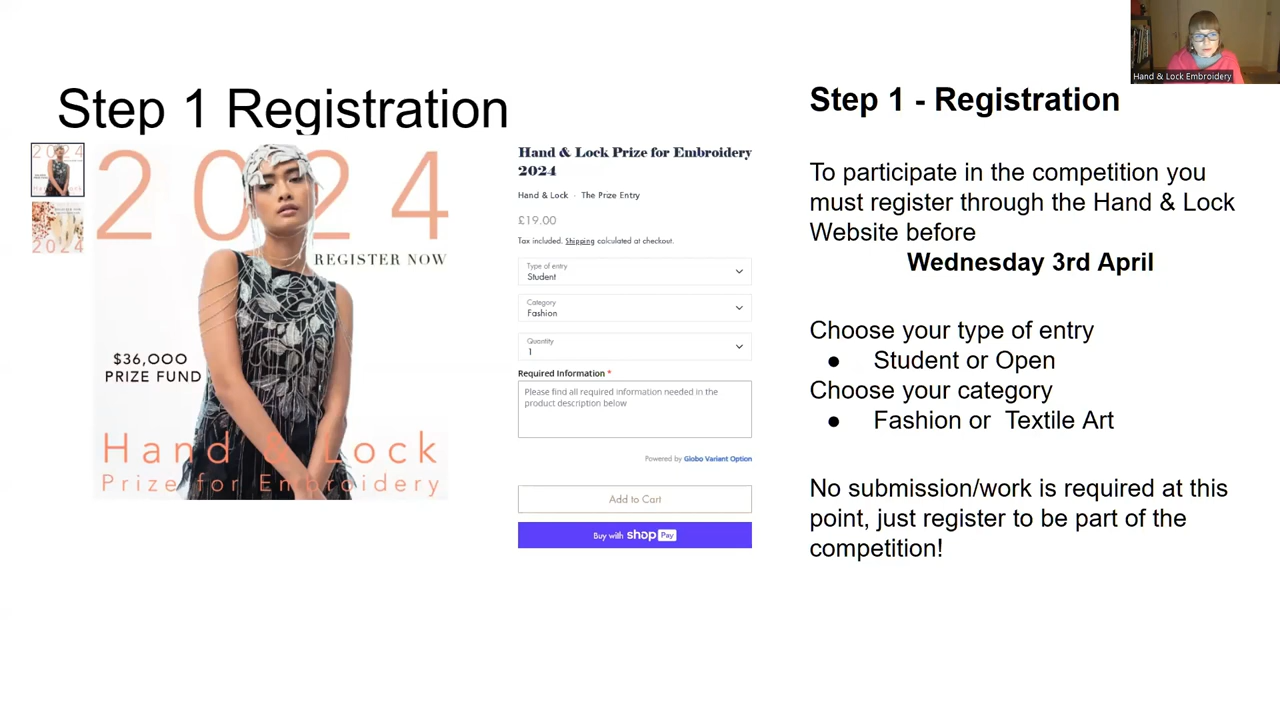 Hand & Lock Embroidery
Step 1 Registration
2024
REGISTER NOW
$36,000
PRIZE FUND
Hand & Lock
Prize for Embroidery
2024
Hand & Lock
2024
Hand & Lock Prize for Embroidery
2024
Hand & Lock · The Prize Entry
£19.00
Tax included. Shipping calculated at checkout.
Type of entry
Student
Category
Fashion
Quantity
1
Required Information *
Please find all required information needed in the
product description below
Powered by Globo Variant Option
Add to Cart
Buy with shop Pay
Step 1 - Registration
To participate in the competition you
must register through the Hand & Lock
Website before
Wednesday 3rd April
Choose your type of entry
● Student or Open
Choose your category
● Fashion or Textile Art
No submission/work is required at this
point, just register to be part of the
competition!